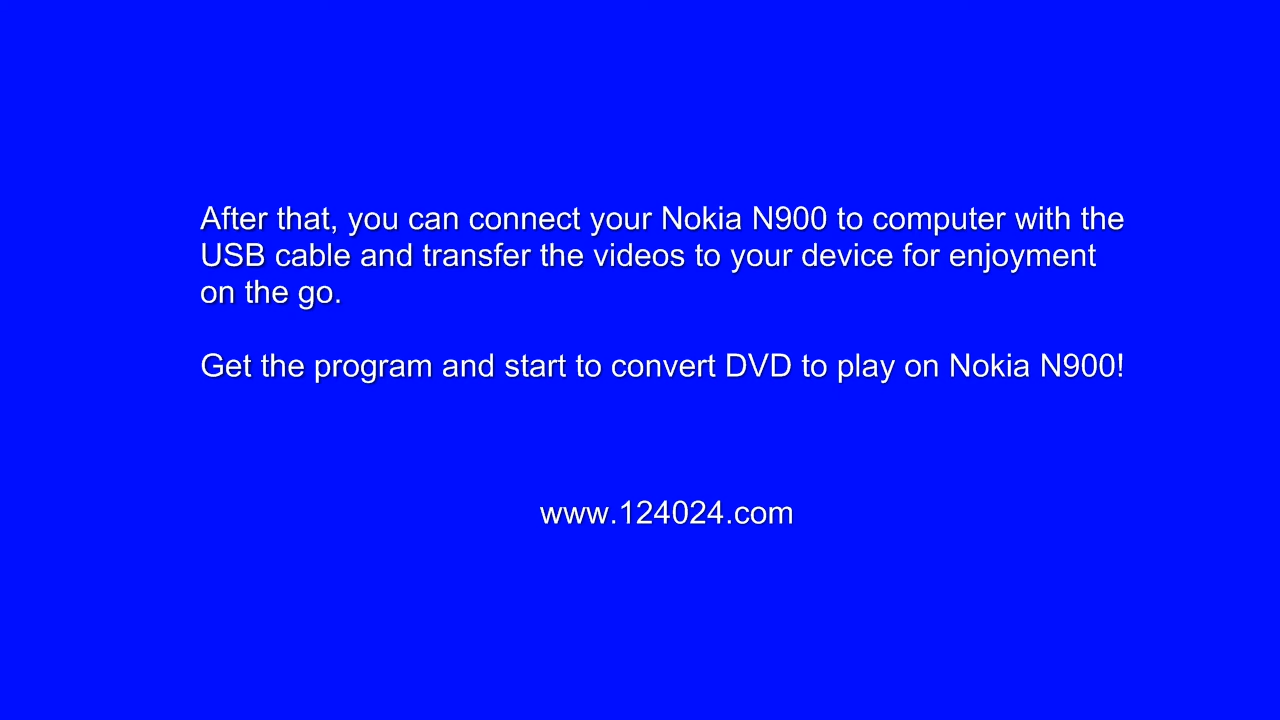 After that, you can connect your Nokia N900 to computer with the
USB cable and transfer the videos to your device for enjoyment
on the go.
Get the program and start to convert DVD to play on Nokia N900!
www.124024.com